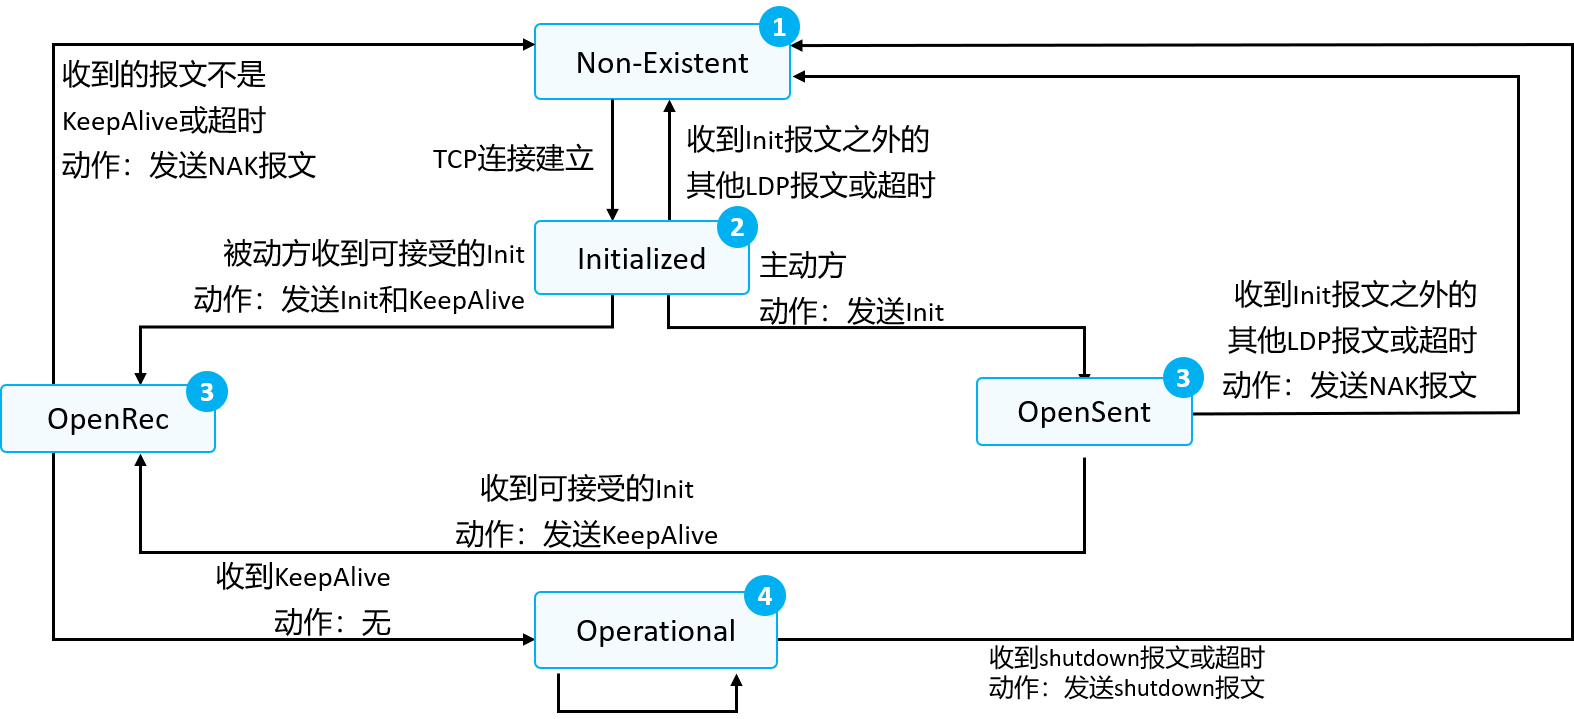 1
Non-Existent
收到的报文不是
KeepAlive或超时
动作：发送NAK报文
TCP连接建立
收到Init报文之外的
其他LDP报文或超时
2
Initialized
被动方收到可接受的Init
动作：发送Init和KeepAlive
主动方
动作：发送Init
收到Init报文之外的
其他LDP报文或超时
动作：发送NAK报文
3
OpenRec
3
OpenSent
收到可接受的Init
动作：发送KeepAlive
收到KeepAlive
动作：无
4
Operational
收到shutdown报文或超时
动作：发送shutdown报文